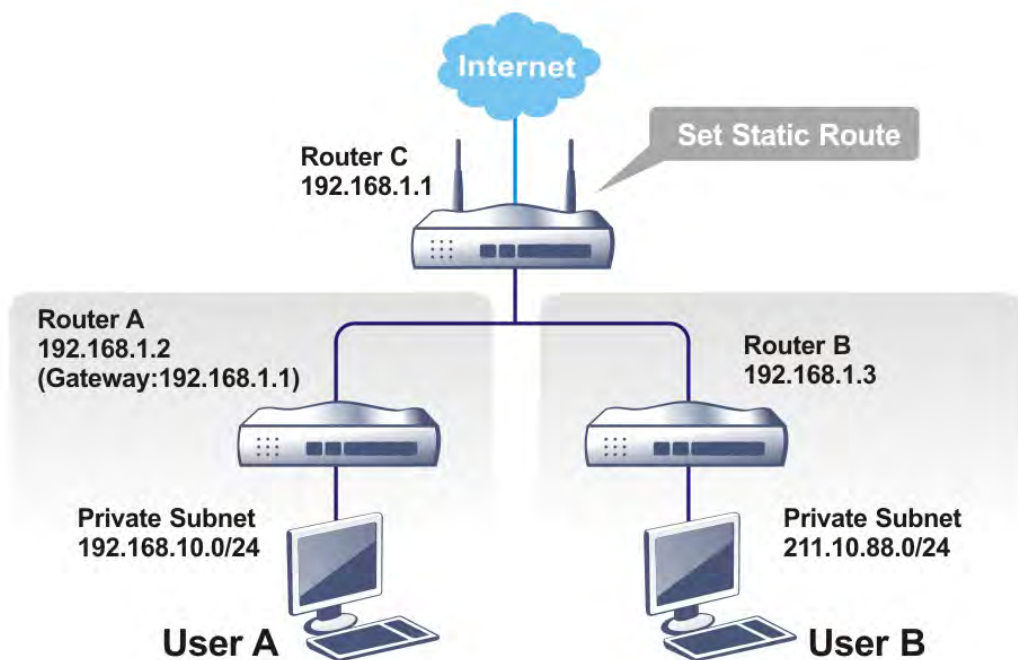 Internet
Set Static Route
Router C
192.168.1.1
Router A
192.168.1.2
(Gateway:192.168.1.1)
Router B
192.168.1.3
Private Subnet
192.168.10.0/24
Private Subnet
211.10.88.0/24
User A
User B